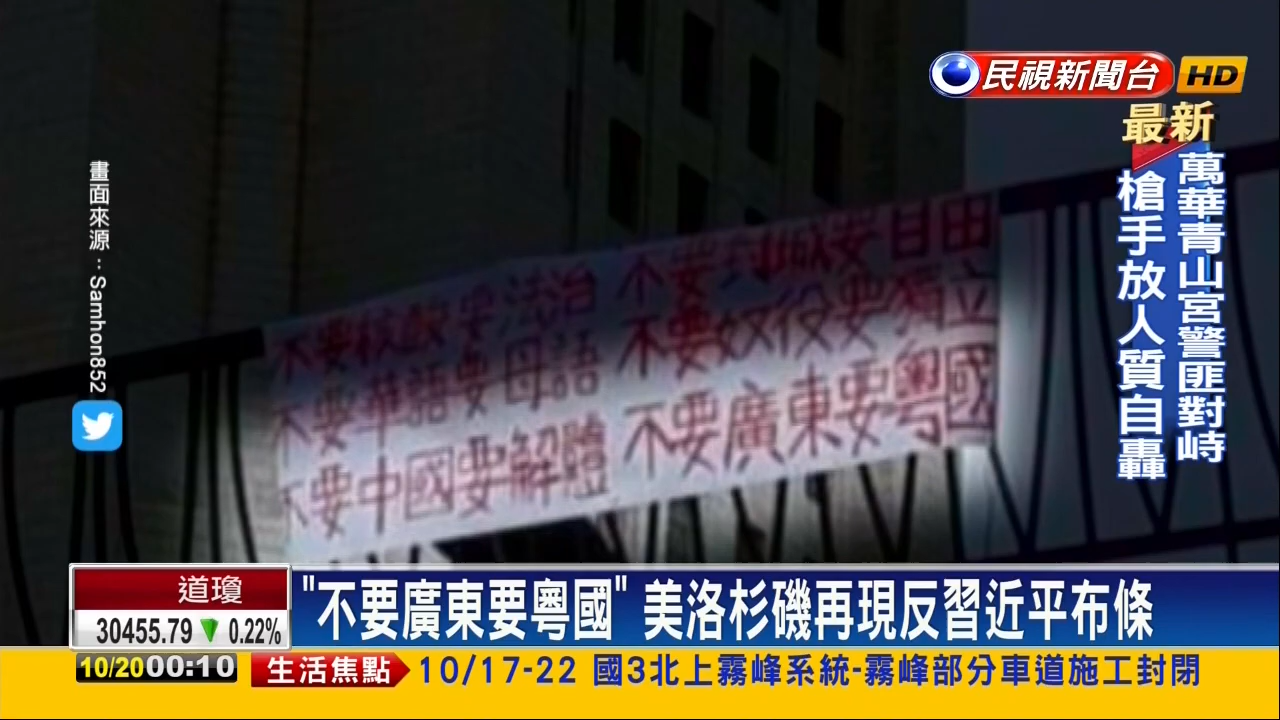 民視新聞台 HD
最新
萬華青山宮警匪對峙
槍手放人質自轟
畫面來源：Samhon852
不要自由
不要華語要母語 不要奴役要獨立
不要中國要解體 不要廣東要粵國
道瓊
30455.79 ▼ 0.22%
"不要廣東要粵國" 美洛杉磯再現反習近平布條
10/20 00:10 生活焦點 10/17-22 國3北上霧峰系統-霧峰部分車道施工封閉